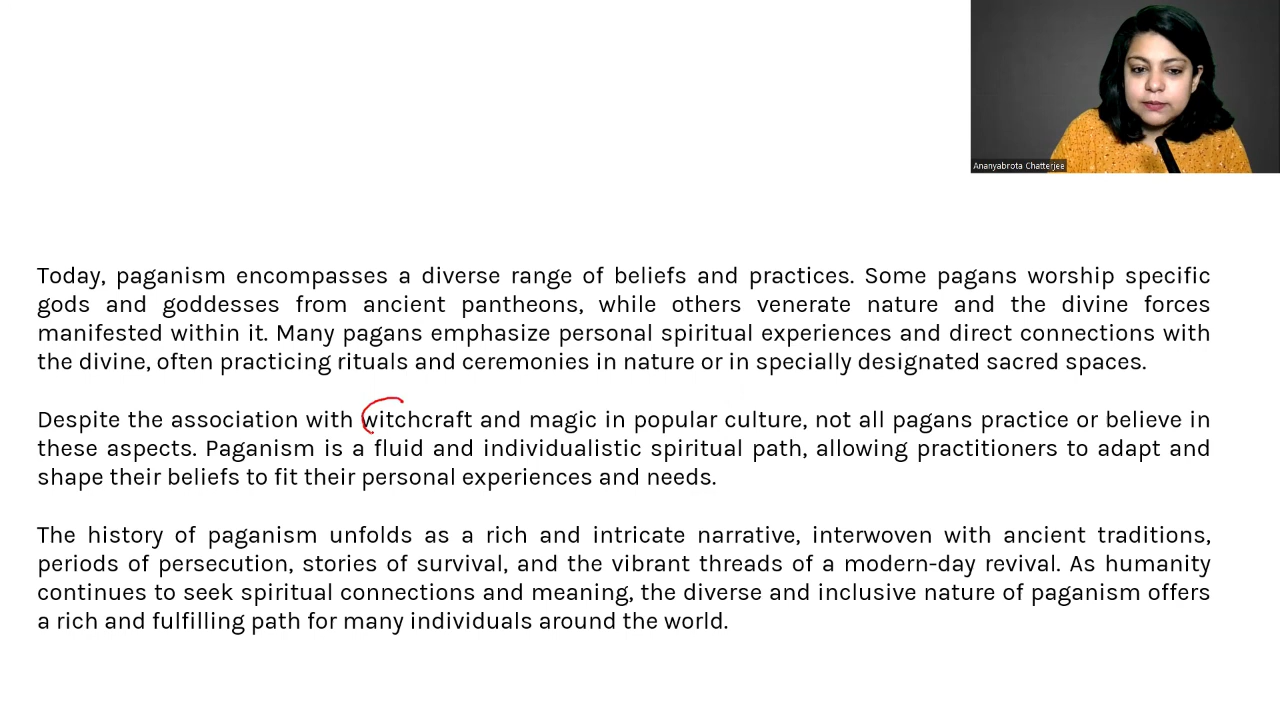 Ananyabrota Chatterjee
Today, paganism encompasses a diverse range of beliefs and practices. Some pagans worship specific
gods and goddesses from ancient pantheons, while others venerate nature and the divine forces
manifested within it. Many pagans emphasize personal spiritual experiences and direct connections with
the divine, often practicing rituals and ceremonies in nature or in specially designated sacred spaces.
Despite the association with witchcraft and magic in popular culture, not all pagans practice or believe in
these aspects. Paganism is a fluid and individualistic spiritual path, allowing practitioners to adapt and
shape their beliefs to fit their personal experiences and needs.
The history of paganism unfolds as a rich and intricate narrative, interwoven with ancient traditions,
periods of persecution, stories of survival, and the vibrant threads of a modern-day revival. As humanity
continues to seek spiritual connections and meaning, the diverse and inclusive nature of paganism offers
a rich and fulfilling path for many individuals around the world.